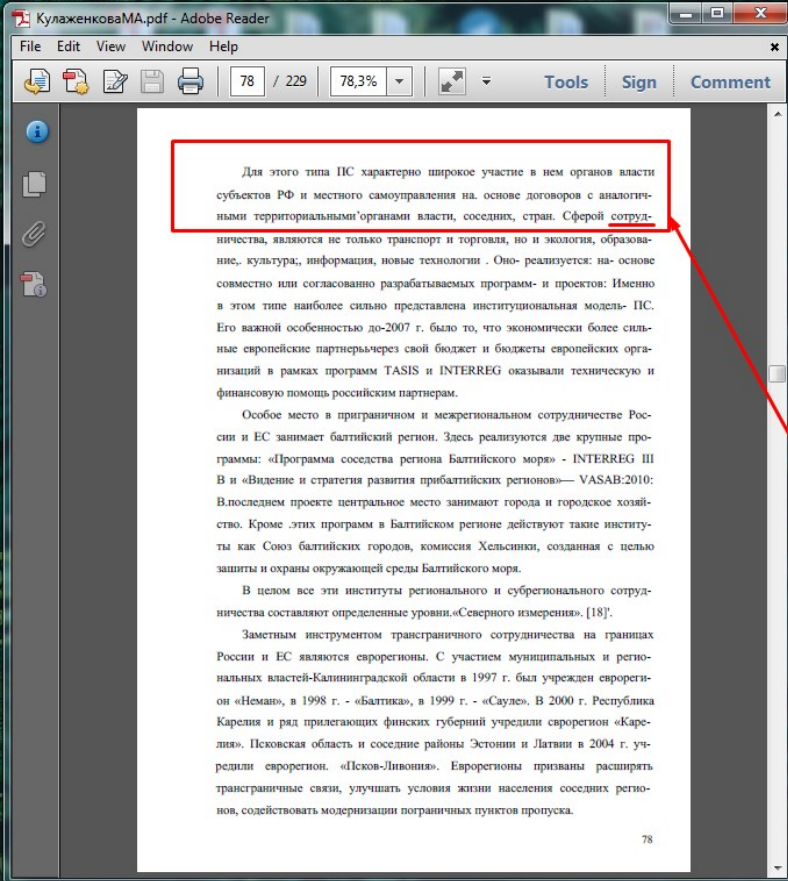 КулаженковаМА.pdf - Adobe Reader
File Edit View Window Help
78 / 229 78,3% Tools Sign Comment
Для этого типа ПС характерно широкое участие в нем органов власти
субъектов РФ и местного самоуправления на. основе договоров с аналогич-
ными территориальными'органами власти, соседних, стран. Сферой сотруд-
ничества, являются не только транспорт и торговля, но и экология, образова-
ние,. культура;, информация, новые технологии . Оно- реализуется: на- основе
совместно или согласованно разрабатываемых программ- и проектов: Именно
в этом типе наиболее сильно представлена институциональная модель- ПС.
Его важной особенностью до-2007 г. было то, что экономически более силь-
ные европейские партнерььчерез свой бюджет и бюджеты европейских орга-
низаций в рамках программ TASIS и INTERREG оказывали техническую и
финансовую помощь российским партнерам.
Особое место в приграничном и межрегиональном сотрудничестве Рос-
сии и ЕС занимает балтийский регион. Здесь реализуются две крупные про-
граммы: «Программа соседства региона Балтийского моря» - INTERREG III
В и «Видение и стратегия развития прибалтийских регионов»— VASAB:2010:
В.последнем проекте центральное место занимают города и городское хозяй-
ство. Кроме .этих программ в Балтийском регионе действуют такие институ-
ты как Союз балтийских городов, комиссия Хельсинки, созданная с целью
зашиты и охраны окружающей среды Балтийского моря.
В целом все эти институты регионального и субрегионального сотруд-
ничества составляют определенные уровни.«Северного измерения». [18]'.
Заметным инструментом трансграничного сотрудничества на границах
России и ЕС являются еврорегионы. С участием муниципальных и регио-
нальных властей-Калининградской области в 1997 г. был учрежден еврореги-
он «Неман», в 1998 г. - «Балтика», в 1999 г. - «Сауле». В 2000 г. Республика
Карелия и ряд прилегающих финских губерний учредили сврорегион «Каре-
лия». Псковская область и соседние районы Эстонии и Латвии в 2004 г. уч-
редили еврорегион. «Псков-Ливония». Еврорегионы призваны расширять
трансграничные связи, улучшать условия жизни населения соседних регио-
нов, содействовать модернизации пограничных пунктов пропуска.
78